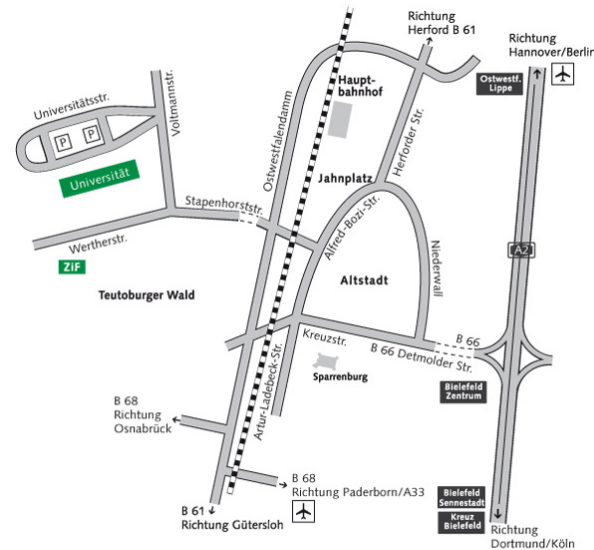 Richtung
Herford B 61
Richtung
Hannover/Berlin
Ostwestf.
Lippe
Haupt-
bahnhof
Voltmannstr.
Universitätsstr.
P
P
Universität
Ostwestfalendamm
Herforder Str.
Jahnplatz
Stapenhorststr.
Alfred-Bozi-Str.
Wertherstr.
ZiF
Niederwall
A2
Altstadt
Teutoburger Wald
Kreuzstr.
B 66
B 66 Detmolder Str.
Sparrenburg
Artur-Ladebeck-Str.
Bielefeld
Zentrum
B 68
Richtung
Osnabrück
B 68
Richtung Paderborn/A33
B 61
Richtung Gütersloh
Bielefeld
Sennestadt
Kreuz
Bielefeld
Richtung
Dortmund/Köln